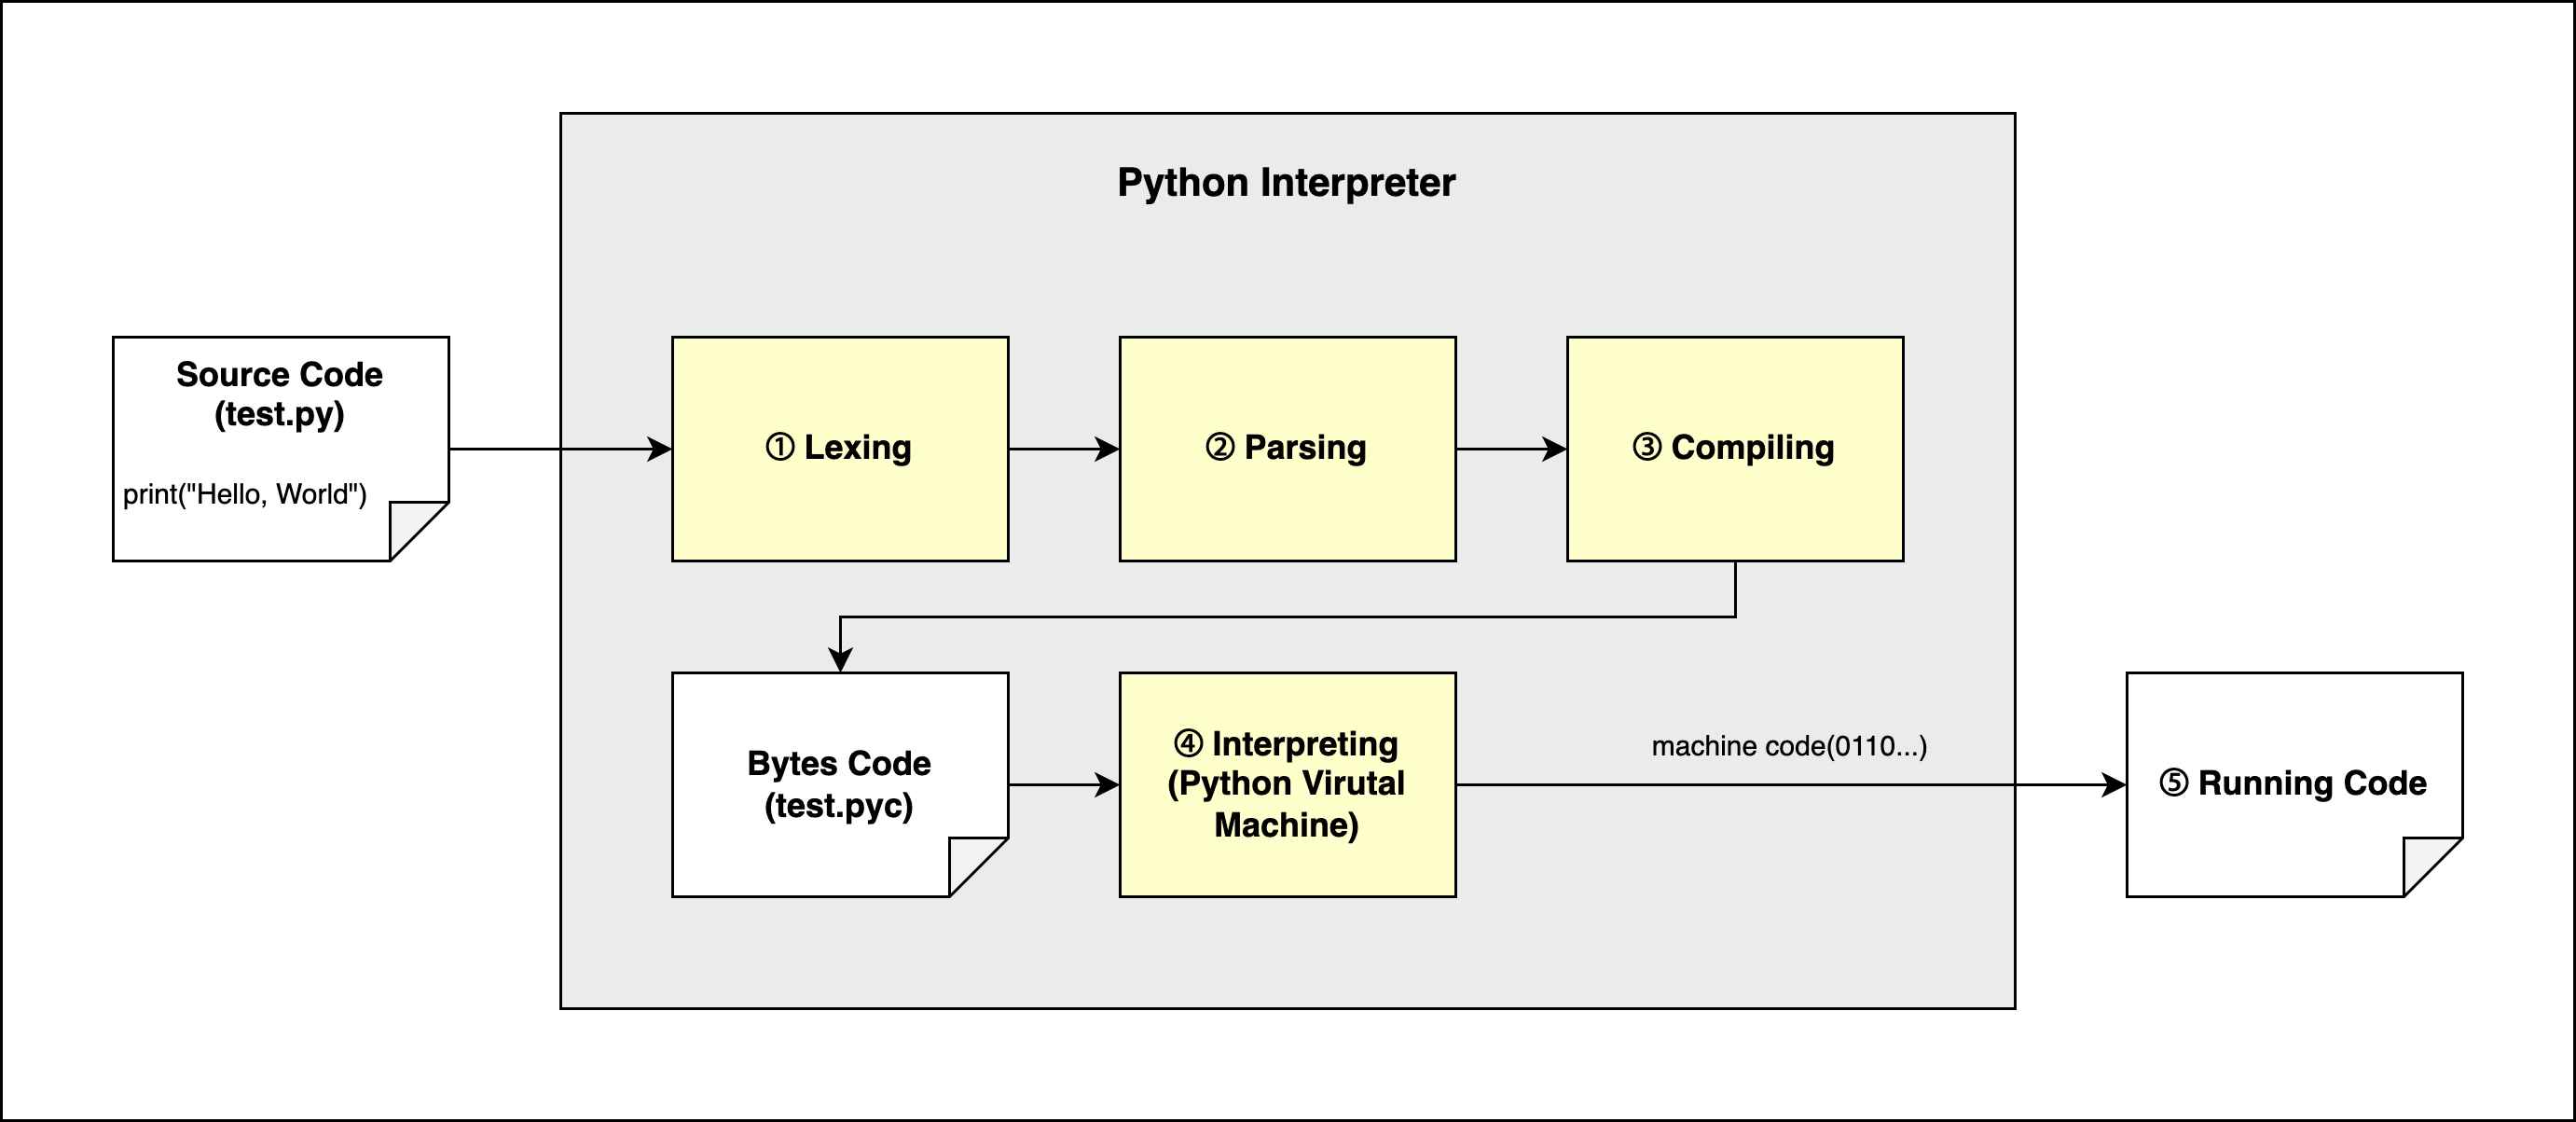 Python Interpreter
Source Code
(test.py)
print("Hello, World")
① Lexing
② Parsing
③ Compiling
Bytes Code
(test.pyc)
④ Interpreting
(Python Virutal
Machine)
machine code(0110...)
⑤ Running Code